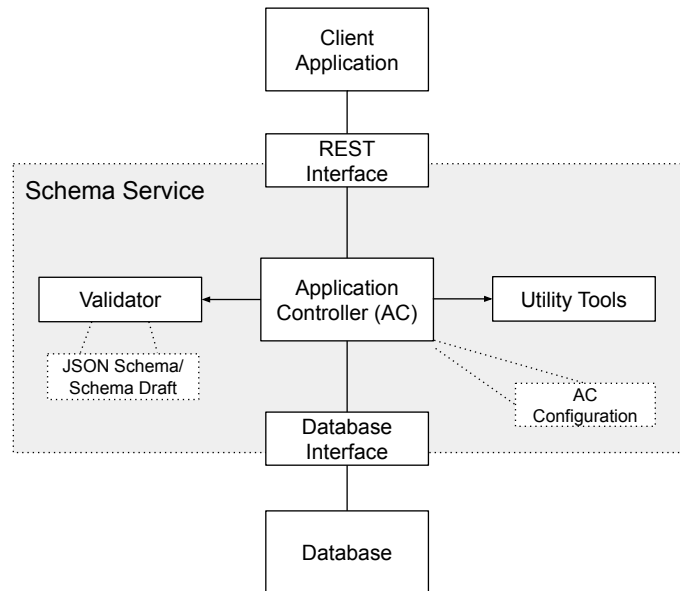 Client
Application
REST
Interface
Schema Service
Validator
Application
Controller (AC)
Utility Tools
JSON Schema/
Schema Draft
AC
Configuration
Database
Interface
Database